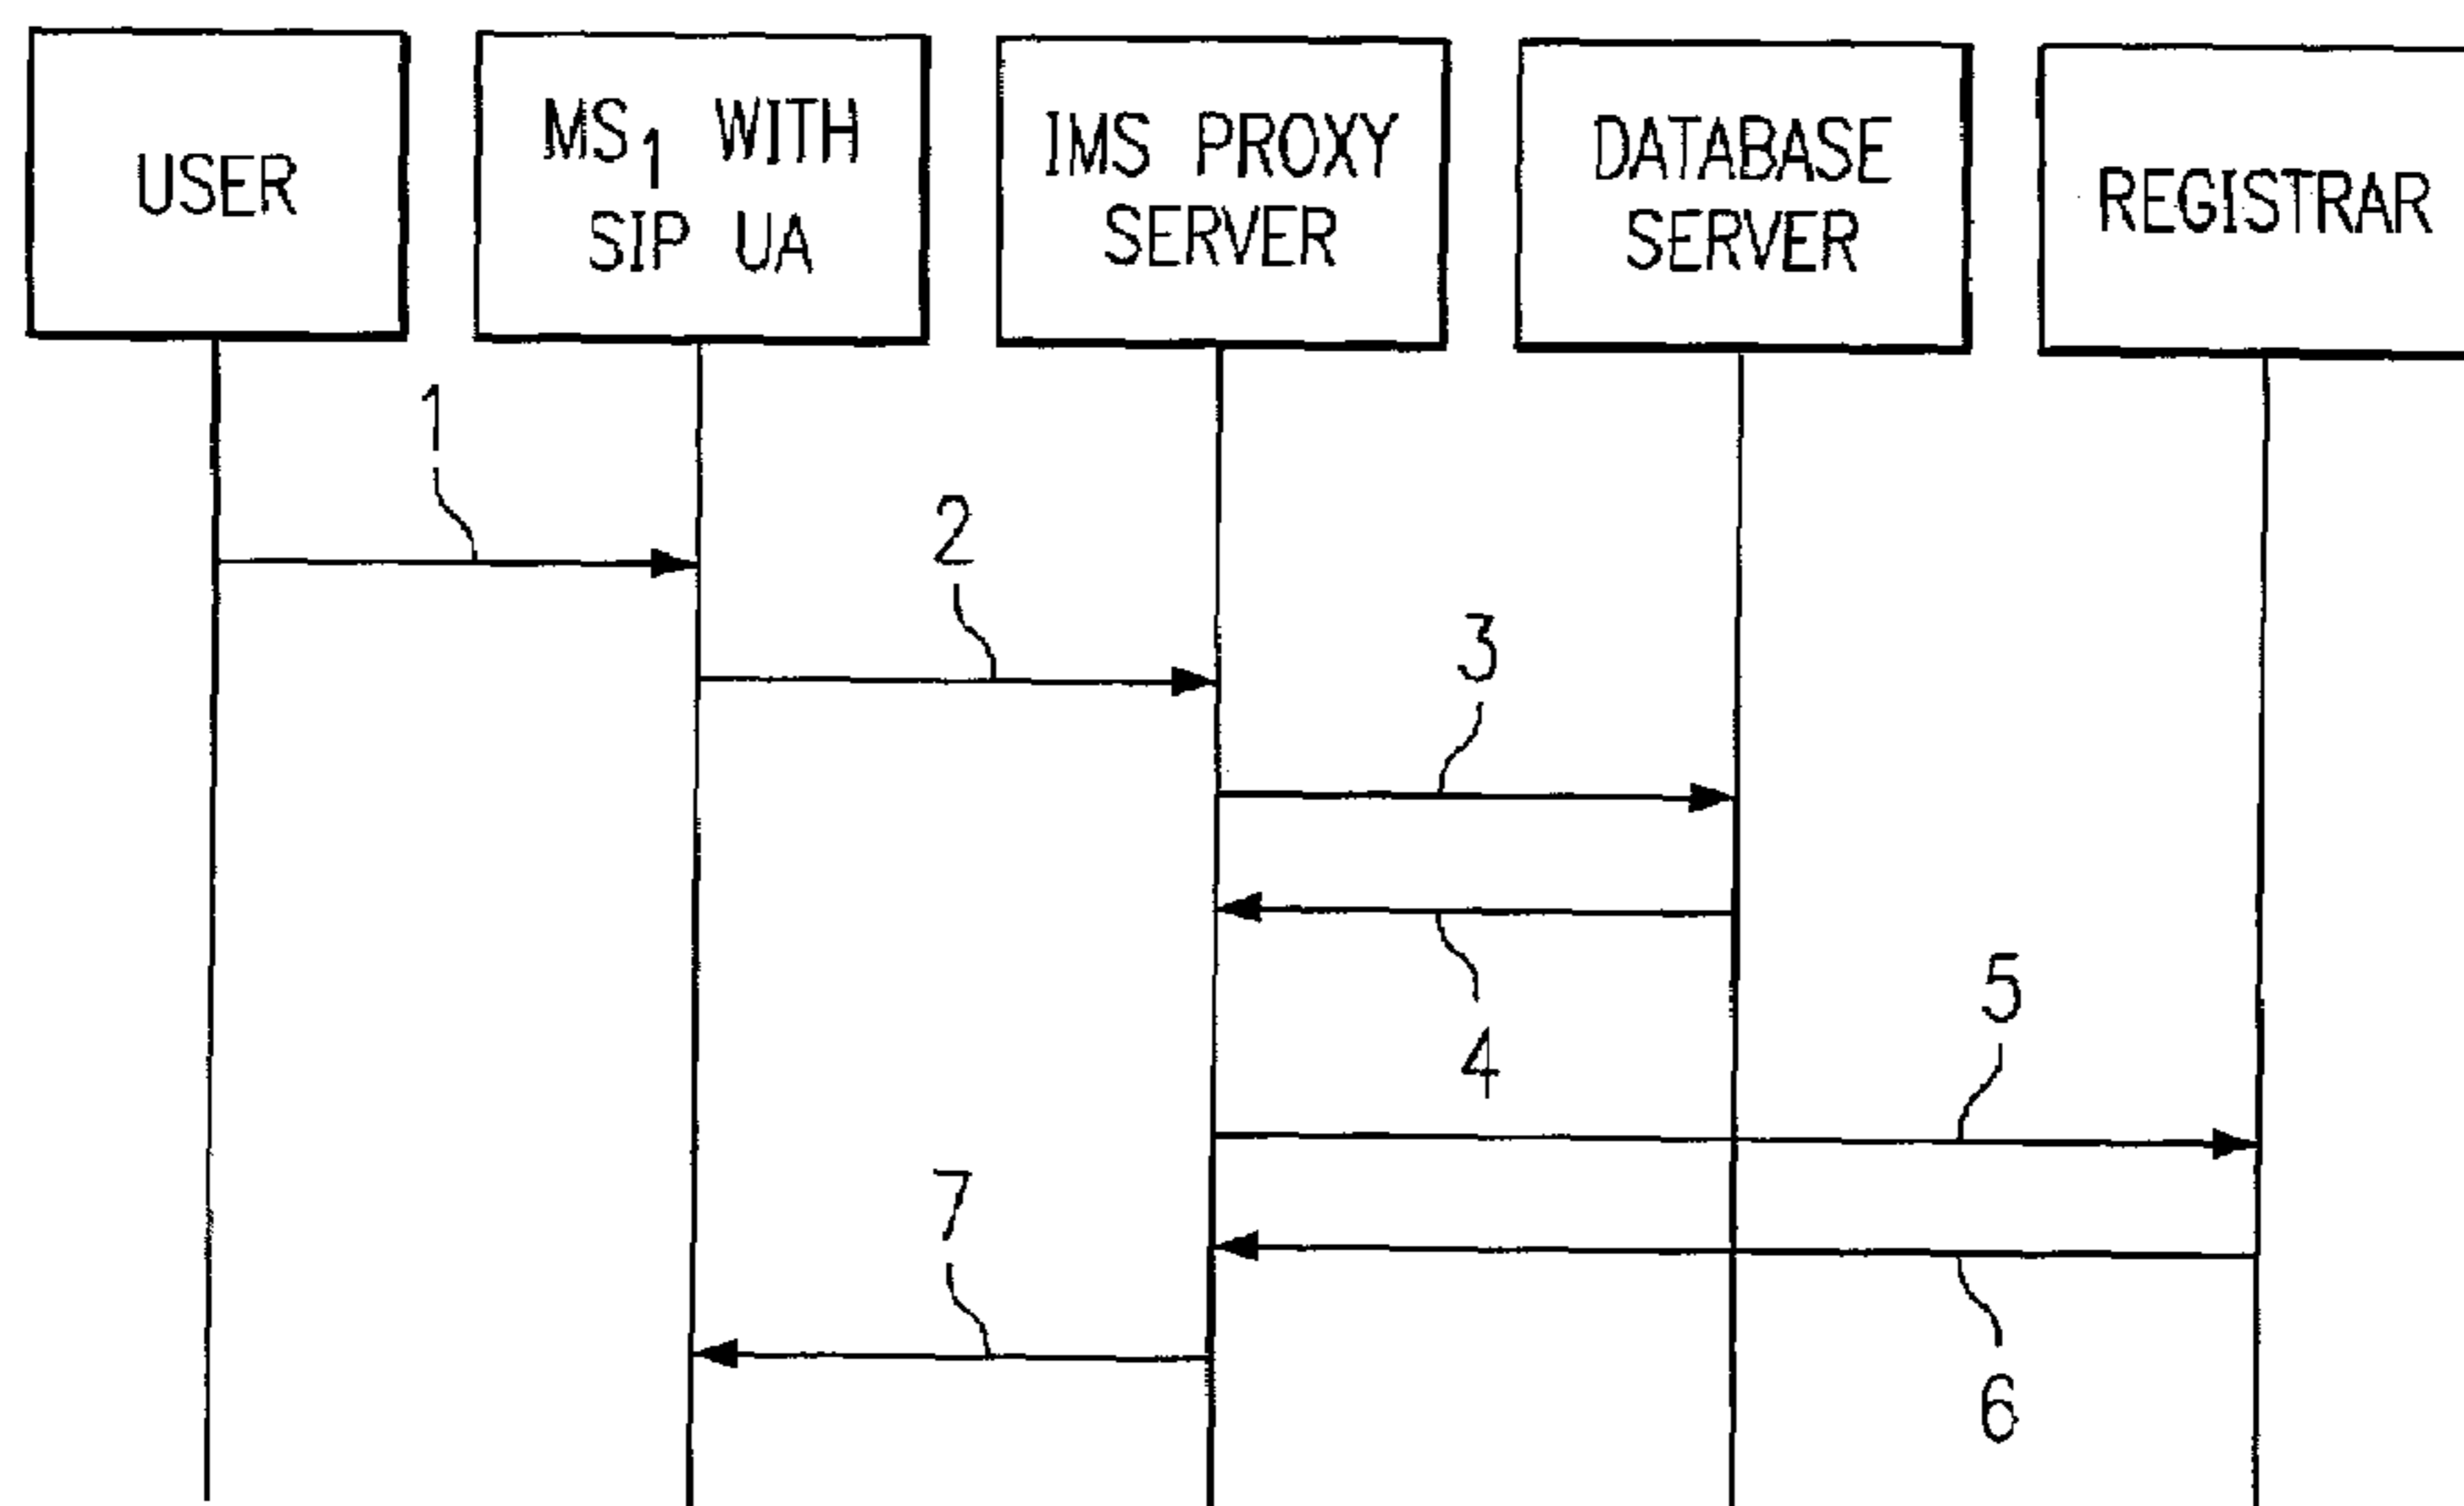 USER
MS1 WITH
SIP UA
IMS PROXY
SERVER
DATABASE
SERVER
REGISTRAR
1
2
3
4
5
6
7